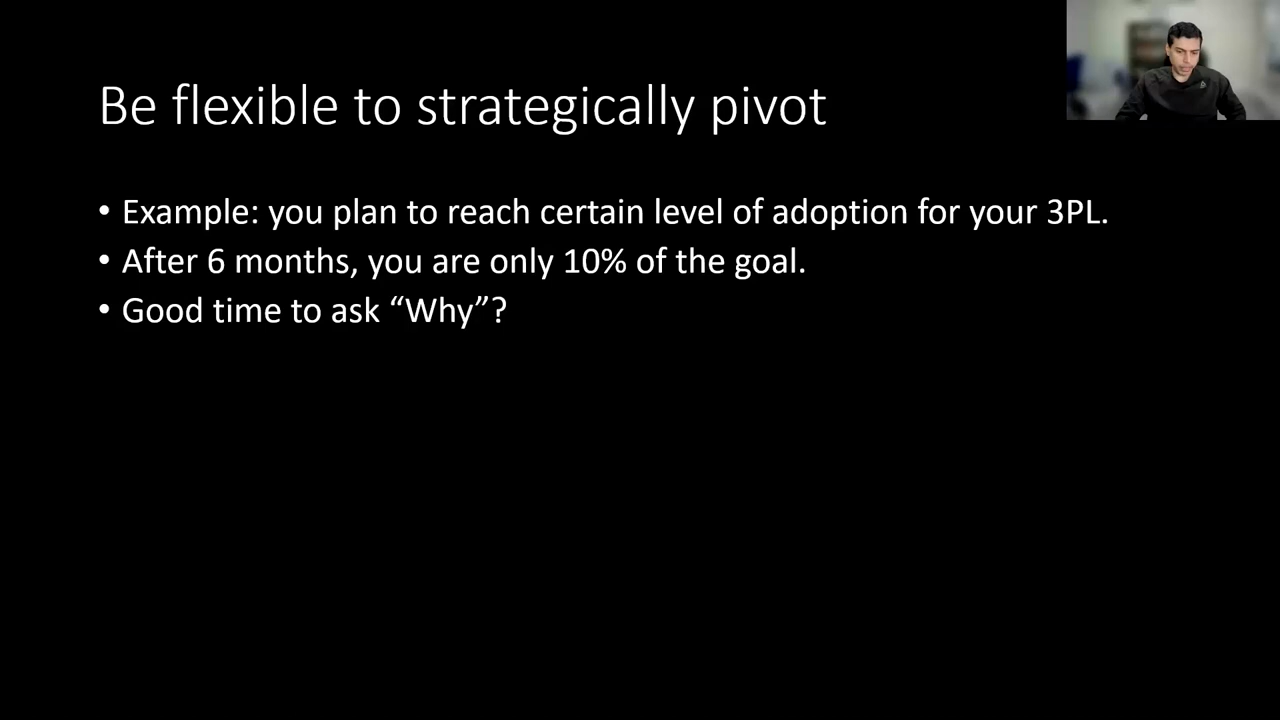 Be flexible to strategically pivot
• Example: you plan to reach certain level of adoption for your 3PL.
• After 6 months, you are only 10% of the goal.
• Good time to ask “Why”?